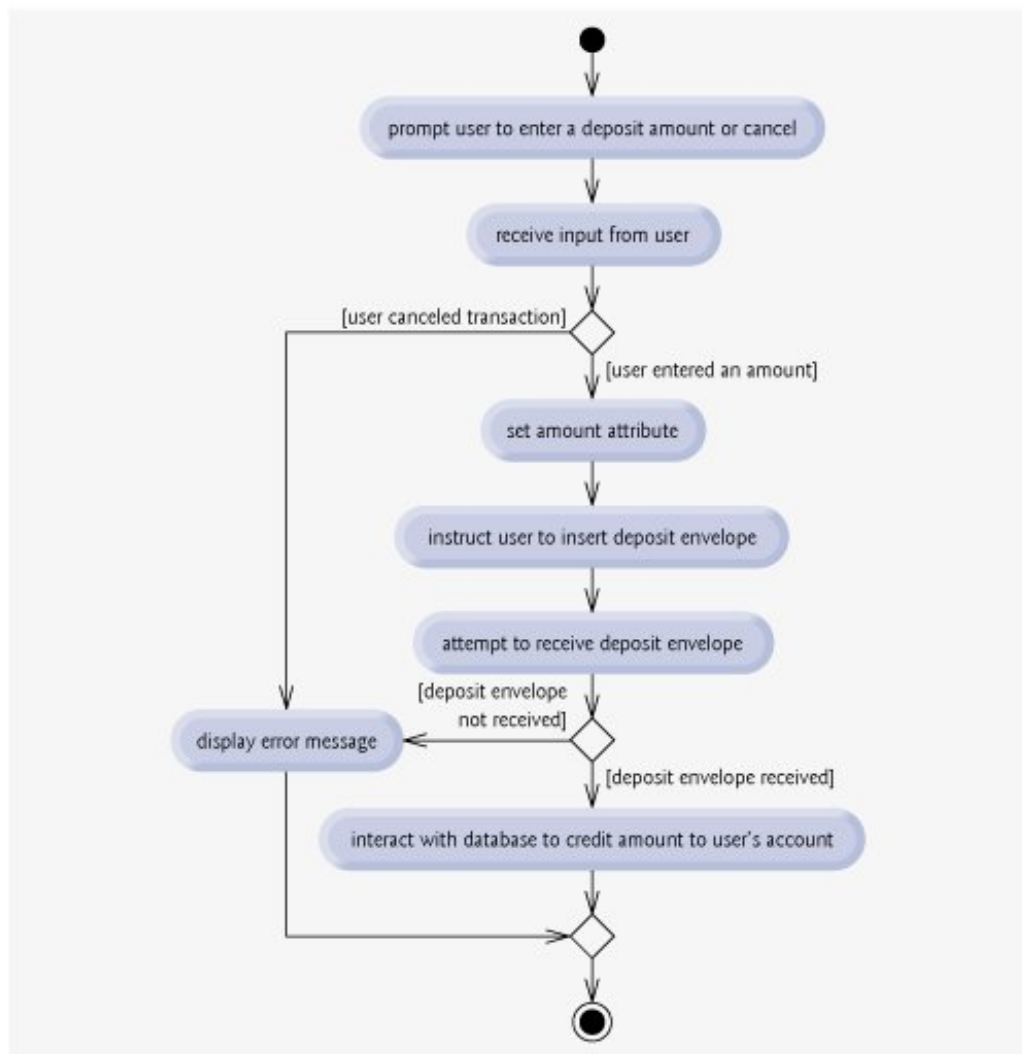 prompt user to enter a deposit amount or cancel
receive input from user
[user canceled transaction]
[user entered an amount]
set amount attribute
instruct user to insert deposit envelope
attempt to receive deposit envelope
[deposit envelope
not received]
display error message
[deposit envelope received]
interact with database to credit amount to user's account